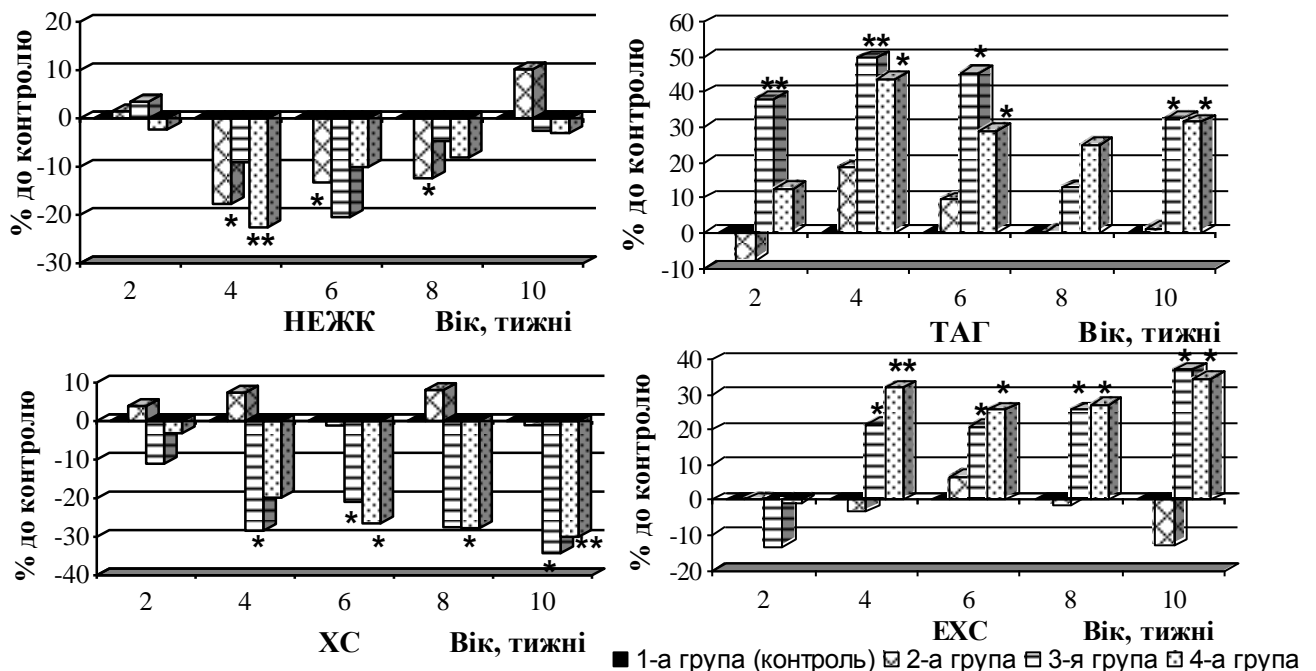 % до контролю
20
10
0
-10
-20
-30
* ** * *
2 4 6 8 10
НЕЖК Вік, тижні
% до контролю
60
50
40
30
20
10
0
-10
** ** * * * * *
2 4 6 8 10
ТАГ Вік, тижні
% до контролю
10
0
-10
-20
-30
-40
* * * * * **
2 4 6 8 10
ХС Вік, тижні
% до контролю
40
30
20
10
0
-10
-20
* ** * * * * * *
2 4 6 8 10
ЕХС Вік, тижні
1-а група (контроль) 2-а група 3-я група 4-а група